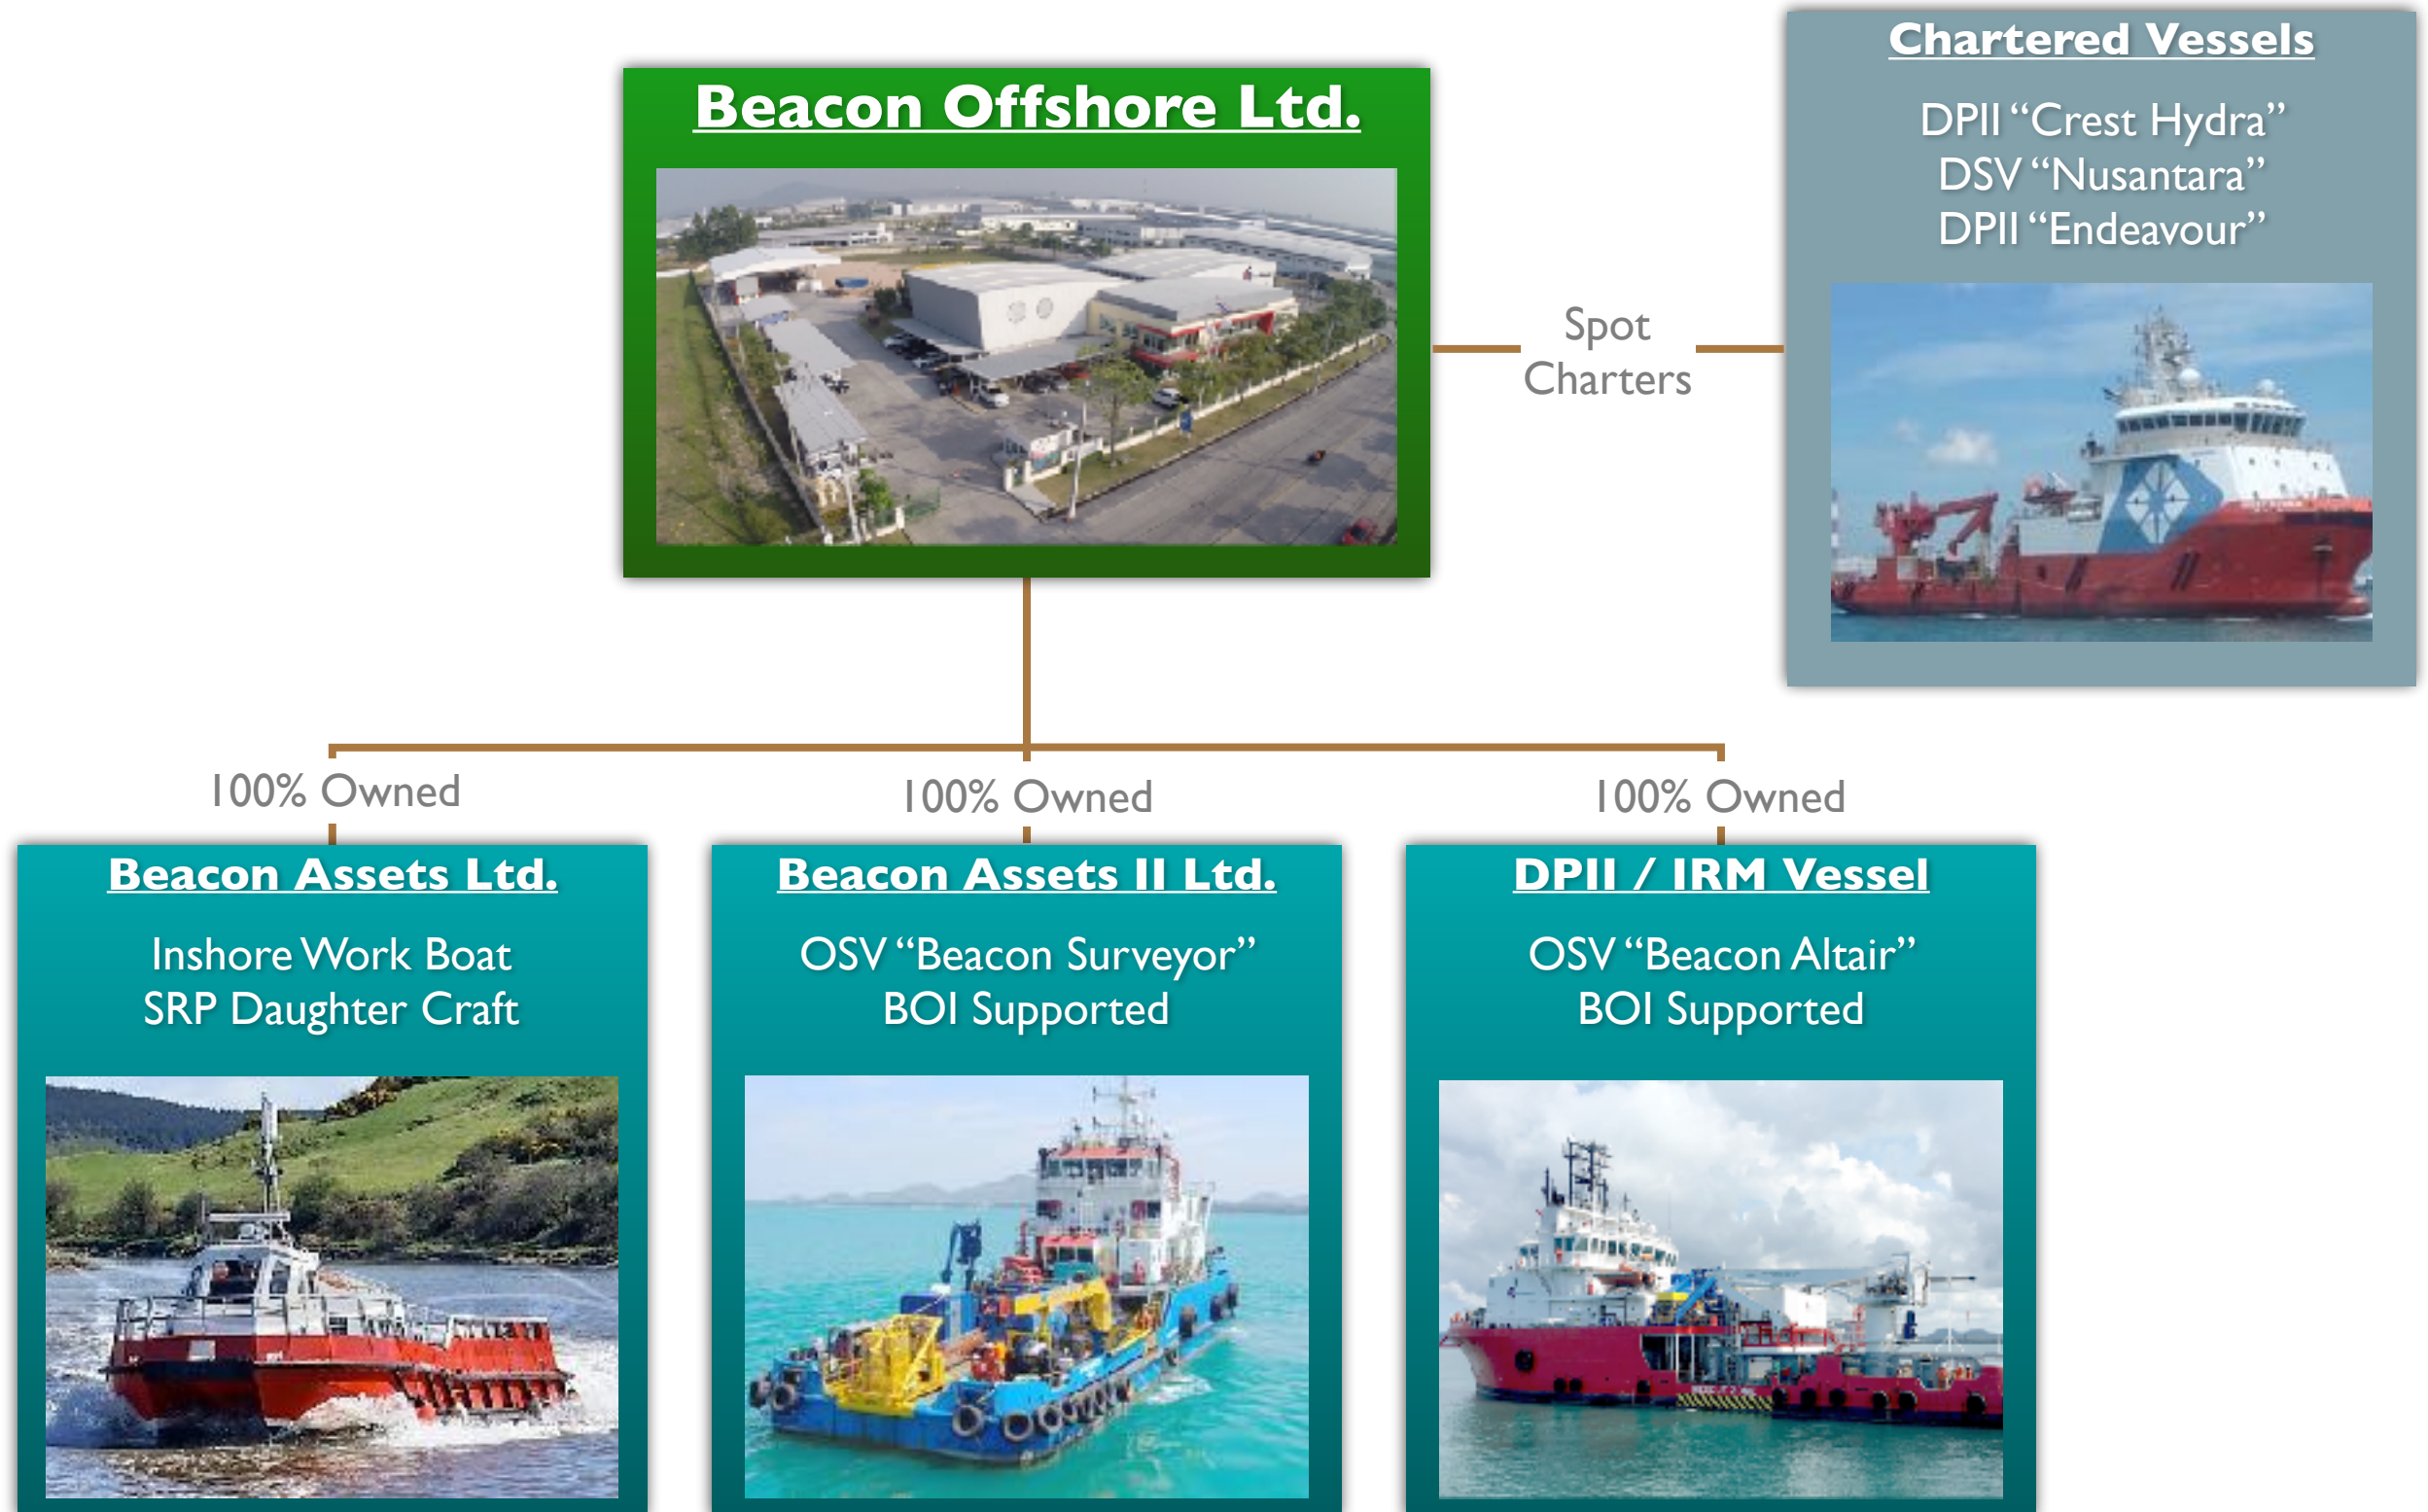 Chartered Vessels
DPII “Crest Hydra”
DSV “Nusantara”
DPII “Endeavour”
Beacon Offshore Ltd.
Spot
Charters
100% Owned
100% Owned
100% Owned
Beacon Assets Ltd.
Inshore Work Boat
SRP Daughter Craft
Beacon Assets II Ltd.
OSV “Beacon Surveyor”
BOI Supported
DPII / IRM Vessel
OSV “Beacon Altair”
BOI Supported